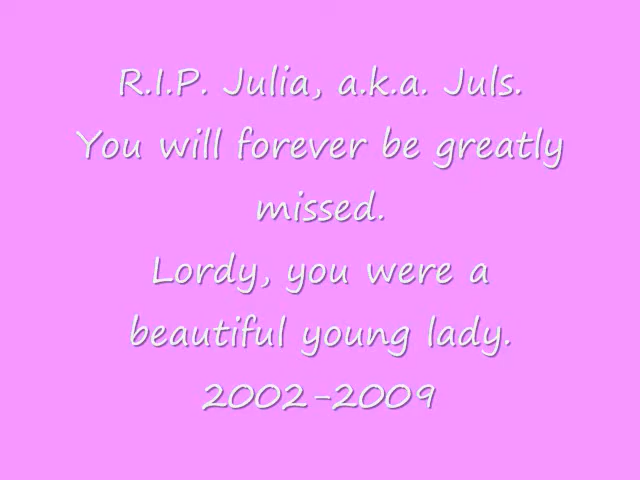 R.I.P. Julia, a.k.a. Juls.
You will forever be greatly
missed.
Lordy, you were a
beautiful young lady.
2002-2009